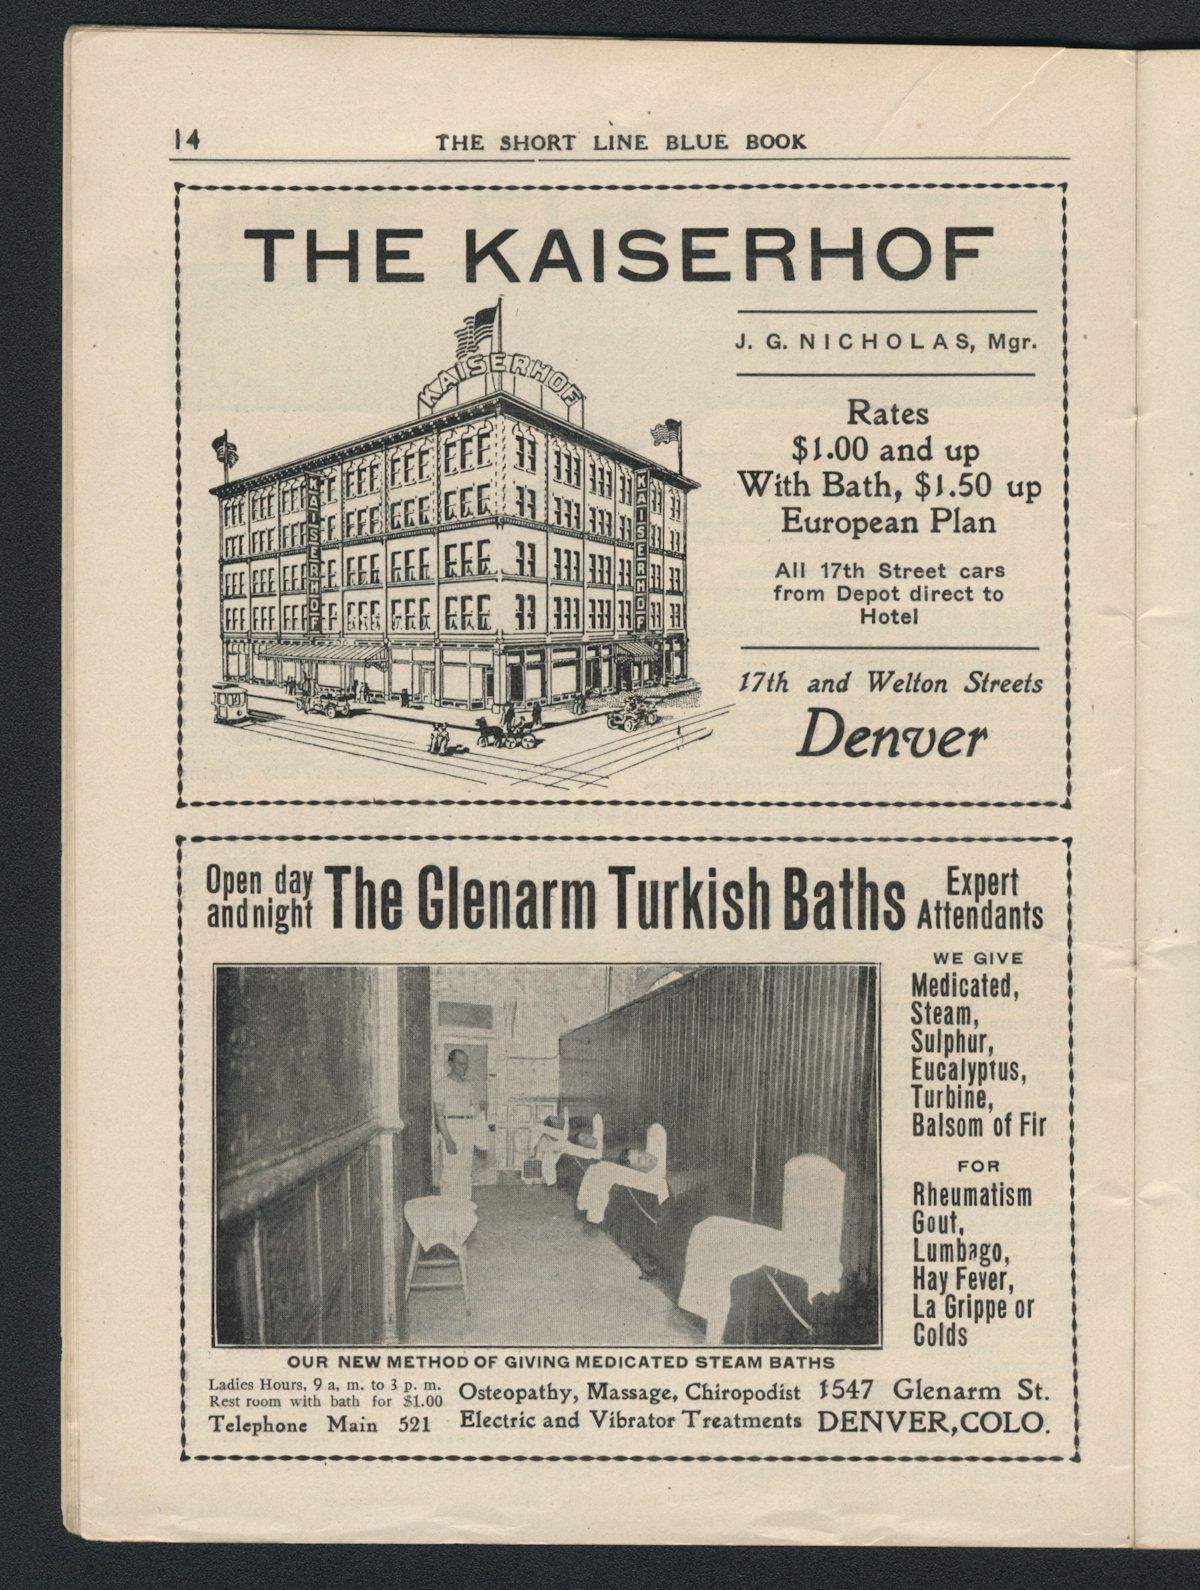 14
THE SHORT LINE BLUE BOOK
THE KAISERHOF
KAISERHOF
KAISERHOF
KAISERHOF
J. G. NICHOLAS, Mgr.
Rates
$1.00 and up
With Bath, $1.50 up
European Plan
All 17th Street cars
from Depot direct to
Hotel
17th and Welton Streets
Denver
Open day
and night
The Glenarm Turkish Baths
Expert
Attendants
WE GIVE
Medicated,
Steam,
Sulphur,
Eucalyptus,
Turbine,
Balsom of Fir
FOR
Rheumatism
Gout,
Lumbago,
Hay Fever,
La Grippe or
Colds
OUR NEW METHOD OF GIVING MEDICATED STEAM BATHS
Ladies Hours, 9 a, m. to 3 p. m.
Rest room with bath for $1.00
Telephone Main 521
Osteopathy, Massage, Chiropodist
Electric and Vibrator Treatments
1547 Glenarm St.
DENVER, COLO.